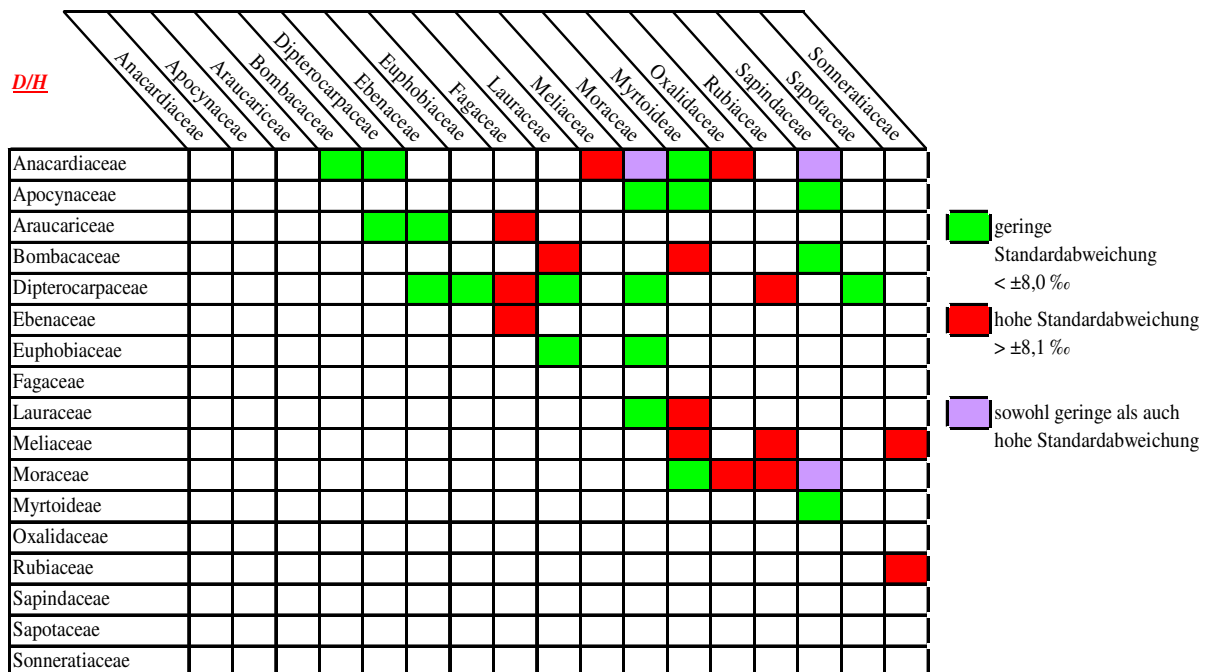 D/H
Anacardiaceae
Apocynaceae
Araucariceae
Bombacaceae
Dipterocarpaceae
Ebenaceae
Euphobiaceae
Fagaceae
Lauraceae
Meliaceae
Moraceae
Myrtoideae
Oxalidaceae
Rubiaceae
Sapindaceae
Sapotaceae
Sonneratiaceae
Anacardiaceae
Apocynaceae
Araucariceae
Bombacaceae
Dipterocarpaceae
Ebenaceae
Euphobiaceae
Fagaceae
Lauraceae
Meliaceae
Moraceae
Myrtoideae
Oxalidaceae
Rubiaceae
Sapindaceae
Sapotaceae
Sonneratiaceae
geringe
Standardabweichung
< ±8,0 ‰
hohe Standardabweichung
> ±8,1 ‰
sowohl geringe als auch
hohe Standardabweichung